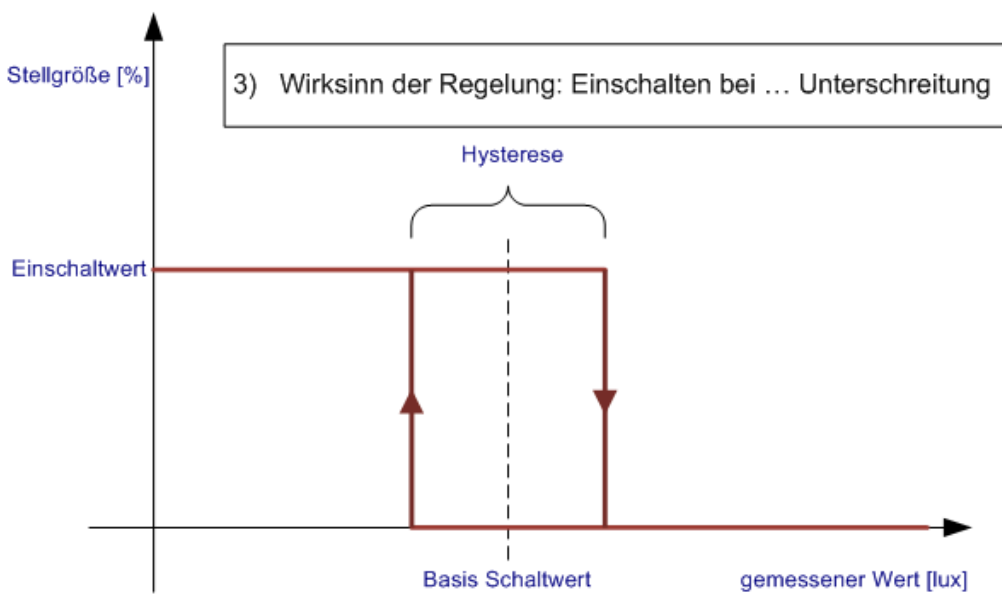 Stellgröße [%]
3) Wirksinn der Regelung: Einschalten bei … Unterschreitung
Hysterese
Einschaltwert
Basis Schaltwert
gemessener Wert [lux]